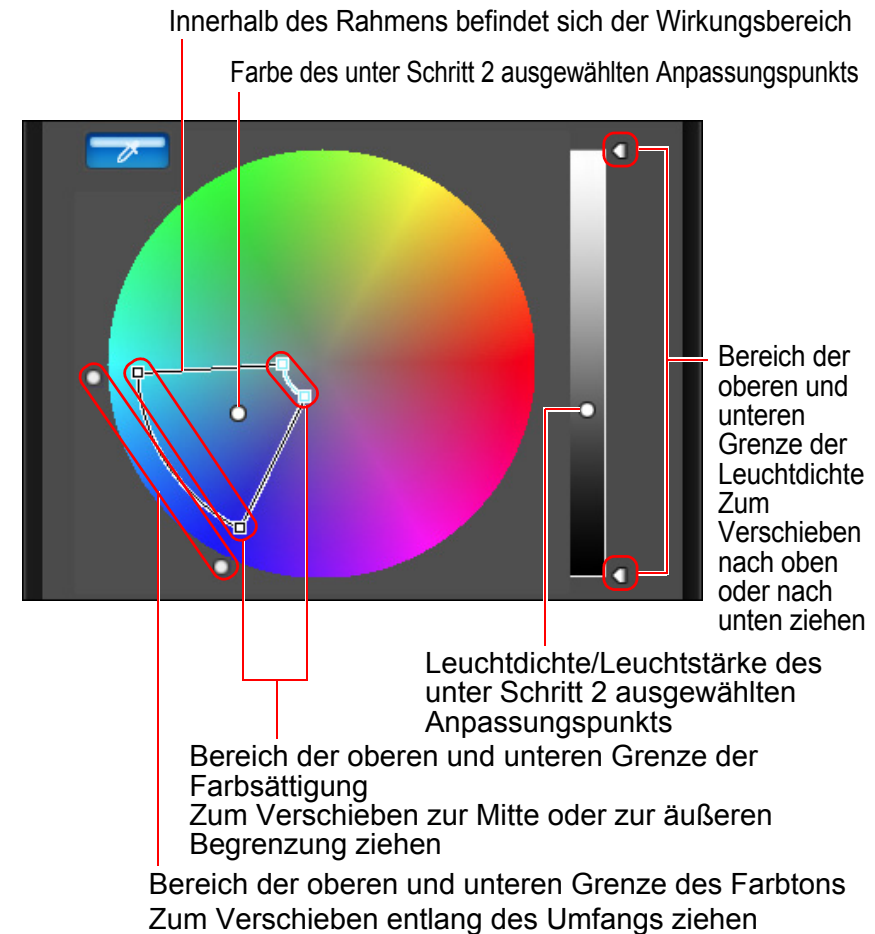 Innerhalb des Rahmens befindet sich der Wirkungsbereich
Farbe des unter Schritt 2 ausgewählten Anpassungspunkts
Bereich der
oberen und
unteren
Grenze der
Leuchtdichte
Zum
Verschieben
nach oben
oder nach
unten ziehen
Leuchtdichte/Leuchtstärke des
unter Schritt 2 ausgewählten
Anpassungspunkts
Bereich der oberen und unteren Grenze der
Farbsättigung
Zum Verschieben zur Mitte oder zur äußeren
Begrenzung ziehen
Bereich der oberen und unteren Grenze des Farbtons
Zum Verschieben entlang des Umfangs ziehen